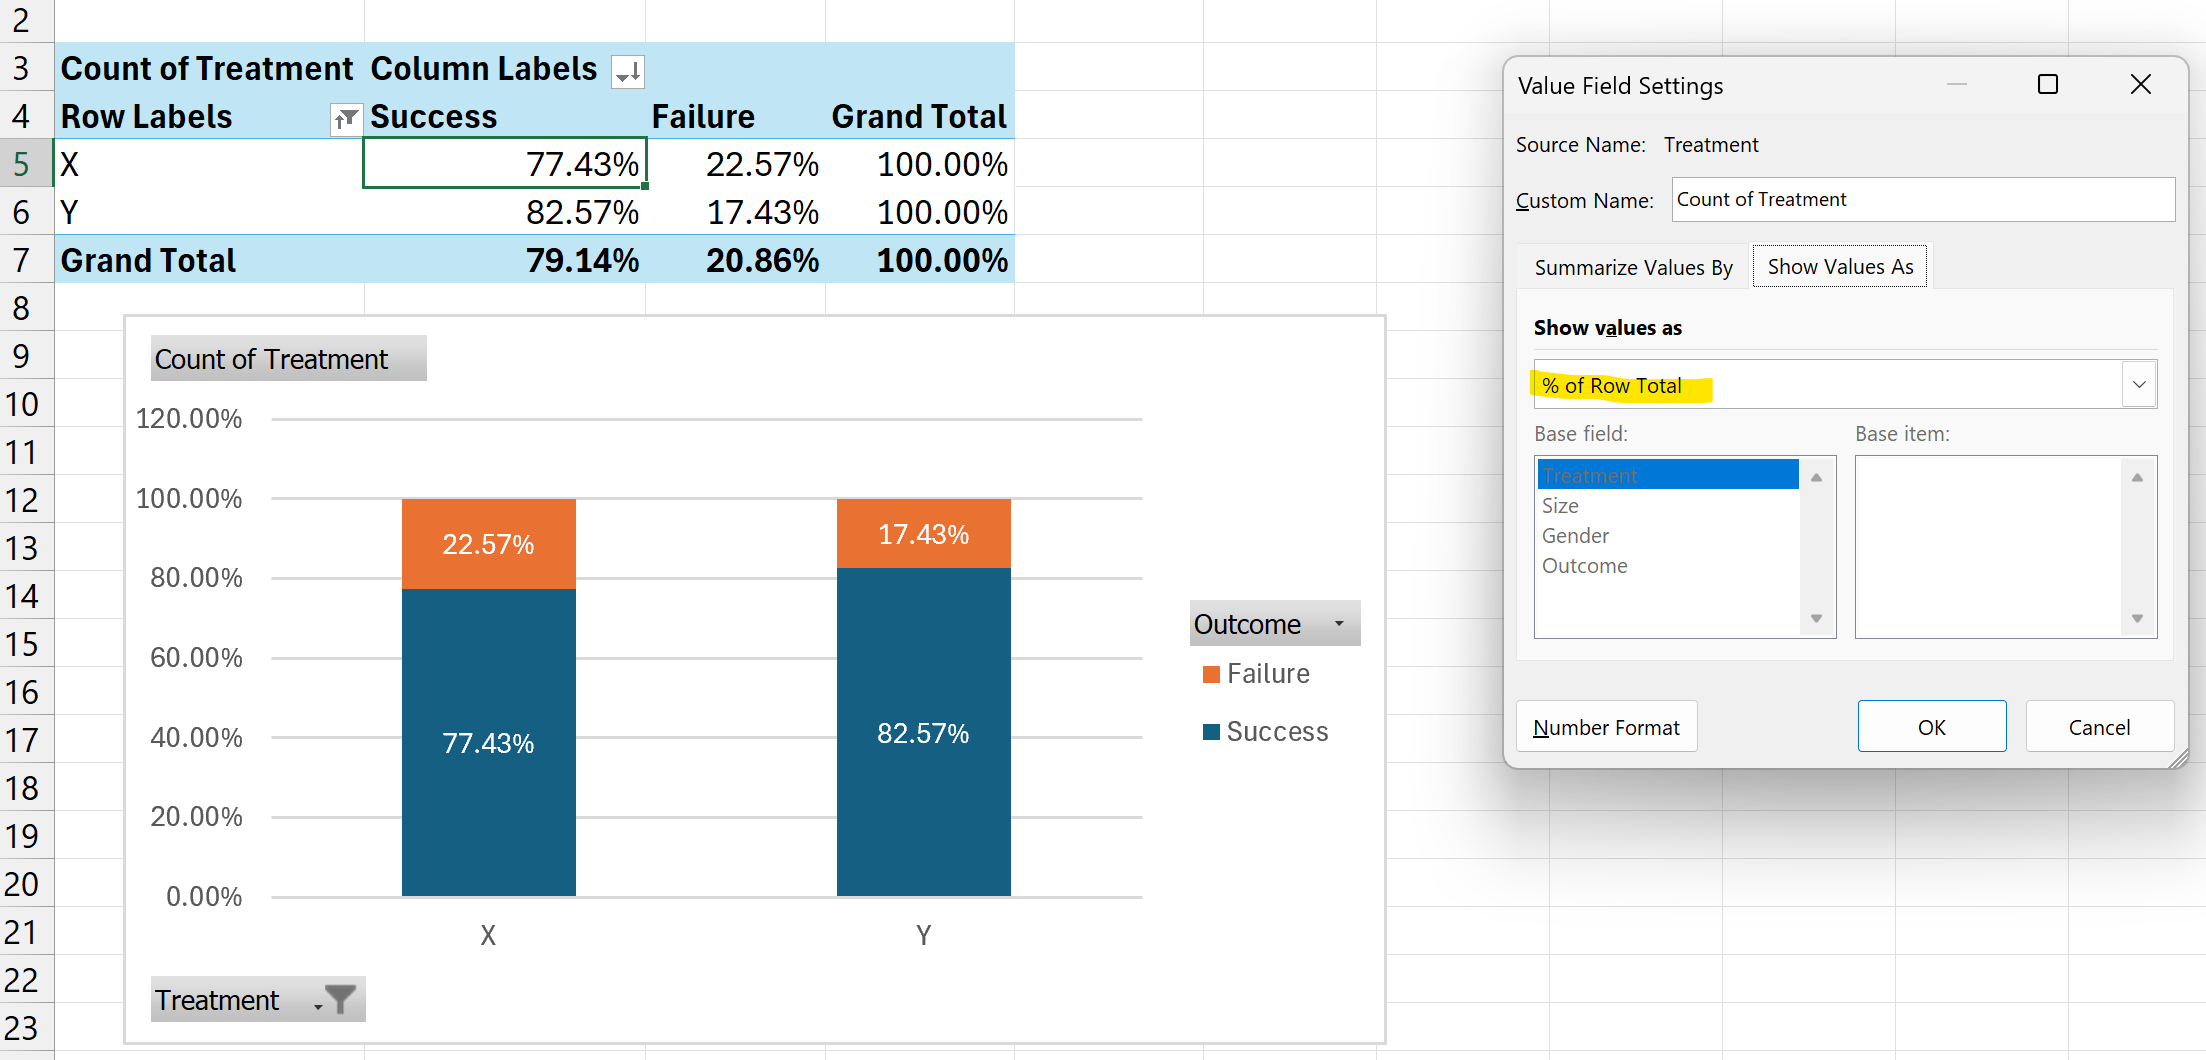 2
3 Count of Treatment Column Labels
4 Row Labels Success Failure Grand Total
5 X 77.43% 22.57% 100.00%
6 Y 82.57% 17.43% 100.00%
7 Grand Total 79.14% 20.86% 100.00%
8
9
10
11
12
13
14
15
16
17
18
19
20
21
22
23
Count of Treatment
120.00%
100.00%
80.00%
60.00%
40.00%
20.00%
0.00%
22.57%
77.43%
17.43%
82.57%
X Y
Outcome
Failure
Success
Treatment
Value Field Settings
Source Name: Treatment
Custom Name: Count of Treatment
Summarize Values By Show Values As
Show values as
% of Row Total
Base field: Base item:
Treatment
Size
Gender
Outcome
Number Format OK Cancel